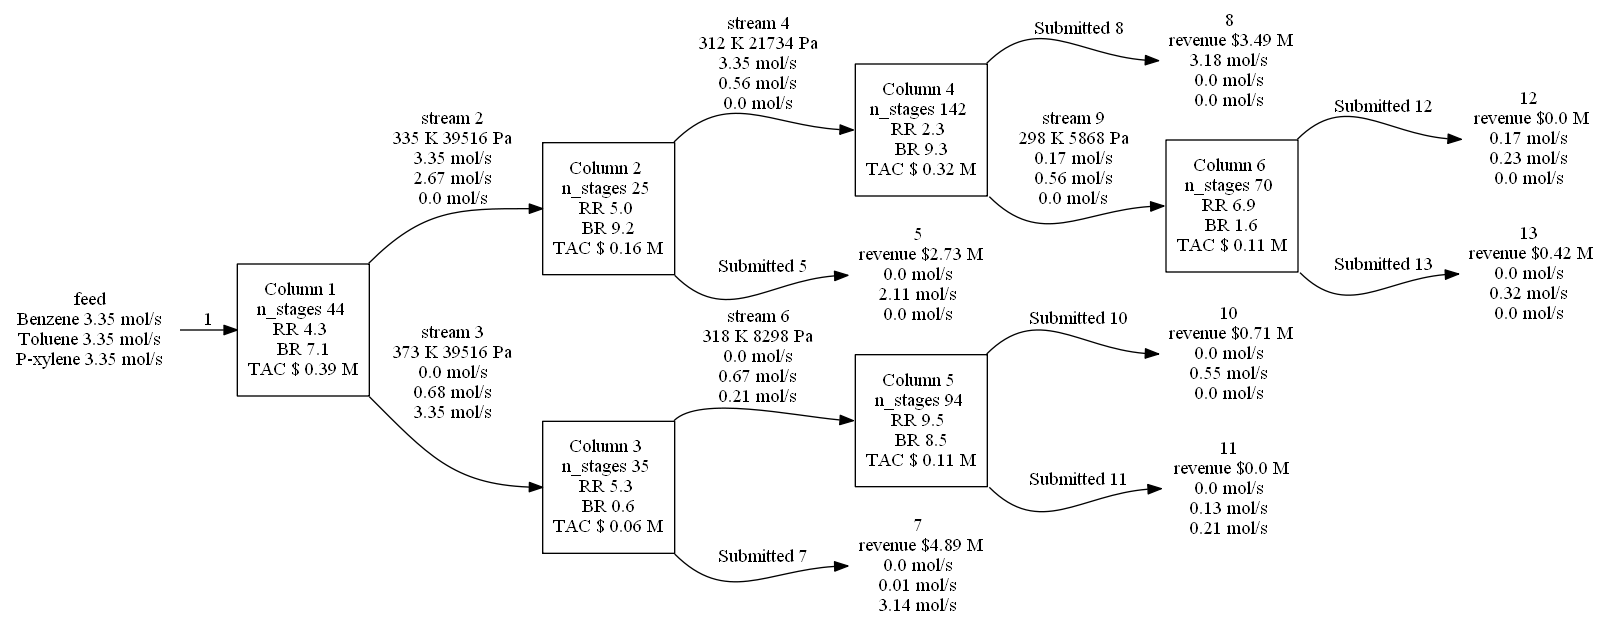 feed
Benzene 3.35 mol/s
Toluene 3.35 mol/s
P-xylene 3.35 mol/s
1
Column 1
n_stages 44
RR 4.3
BR 7.1
TAC $ 0.39 M
stream 2
335 K 39516 Pa
3.35 mol/s
2.67 mol/s
0.0 mol/s
stream 3
373 K 39516 Pa
0.0 mol/s
0.68 mol/s
3.35 mol/s
Column 2
n_stages 25
RR 5.0
BR 9.2
TAC $ 0.16 M
Column 3
n_stages 35
RR 5.3
BR 0.6
TAC $ 0.06 M
stream 4
312 K 21734 Pa
3.35 mol/s
0.56 mol/s
0.0 mol/s
Submitted 5
5
revenue $2.73 M
0.0 mol/s
2.11 mol/s
0.0 mol/s
stream 6
318 K 8298 Pa
0.0 mol/s
0.67 mol/s
0.21 mol/s
Submitted 7
7
revenue $4.89 M
0.0 mol/s
0.01 mol/s
3.14 mol/s
Column 4
n_stages 142
RR 2.3
BR 9.3
TAC $ 0.32 M
Column 5
n_stages 94
RR 9.5
BR 8.5
TAC $ 0.11 M
Submitted 8
8
revenue $3.49 M
3.18 mol/s
0.0 mol/s
0.0 mol/s
stream 9
298 K 5868 Pa
0.17 mol/s
0.56 mol/s
0.0 mol/s
Submitted 10
10
revenue $0.71 M
0.0 mol/s
0.55 mol/s
0.0 mol/s
Submitted 11
11
revenue $0.0 M
0.0 mol/s
0.13 mol/s
0.21 mol/s
Column 6
n_stages 70
RR 6.9
BR 1.6
TAC $ 0.11 M
Submitted 12
12
revenue $0.0 M
0.17 mol/s
0.23 mol/s
0.0 mol/s
Submitted 13
13
revenue $0.42 M
0.0 mol/s
0.32 mol/s
0.0 mol/s